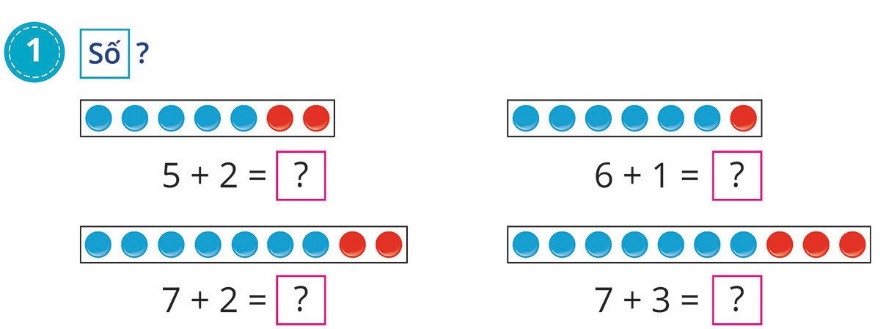 1 Số ?
5 + 2 = ?
6 + 1 = ?
7 + 2 = ?
7 + 3 = ?